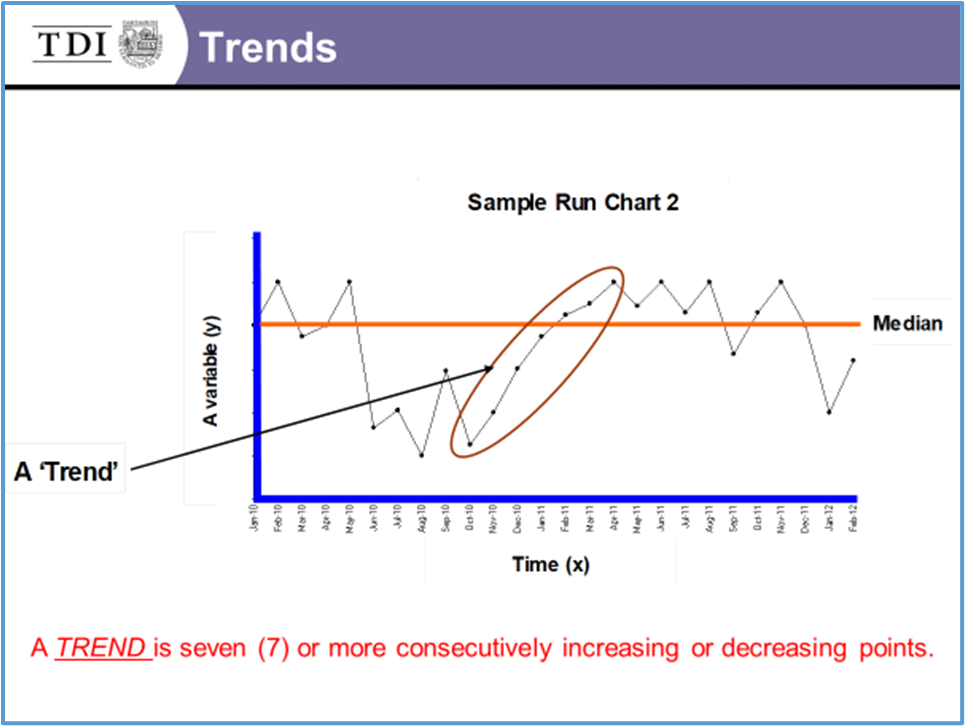 TDI
Trends
Sample Run Chart 2
A variable (y)
Median
A ‘Trend’
Jan-10
Feb-10
Mar-10
Apr-10
May-10
Jun-10
Jul-10
Aug-10
Sep-10
Oct-10
Nov-10
Dec-10
Jan-11
Feb-11
Mar-11
Apr-11
May-11
Jun-11
Jul-11
Aug-11
Sep-11
Oct-11
Nov-11
Dec-11
Jan-12
Feb-12
Time (x)
A TREND is seven (7) or more consecutively increasing or decreasing points.